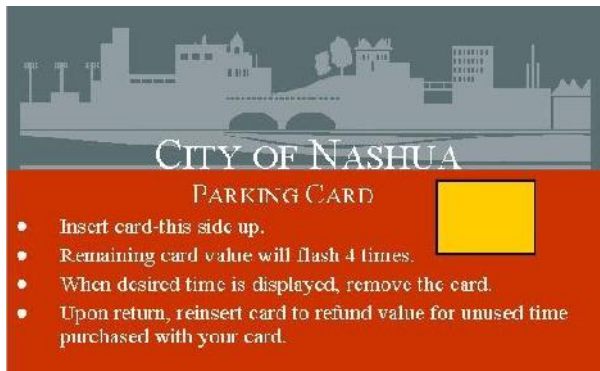 CITY OF NASHUA
PARKING CARD
• Insert card-this side up.
• Remaining card value will flash 4 times.
• When desired time is displayed, remove the card.
• Upon return, reinsert card to refund value for unused time
purchased with your card.